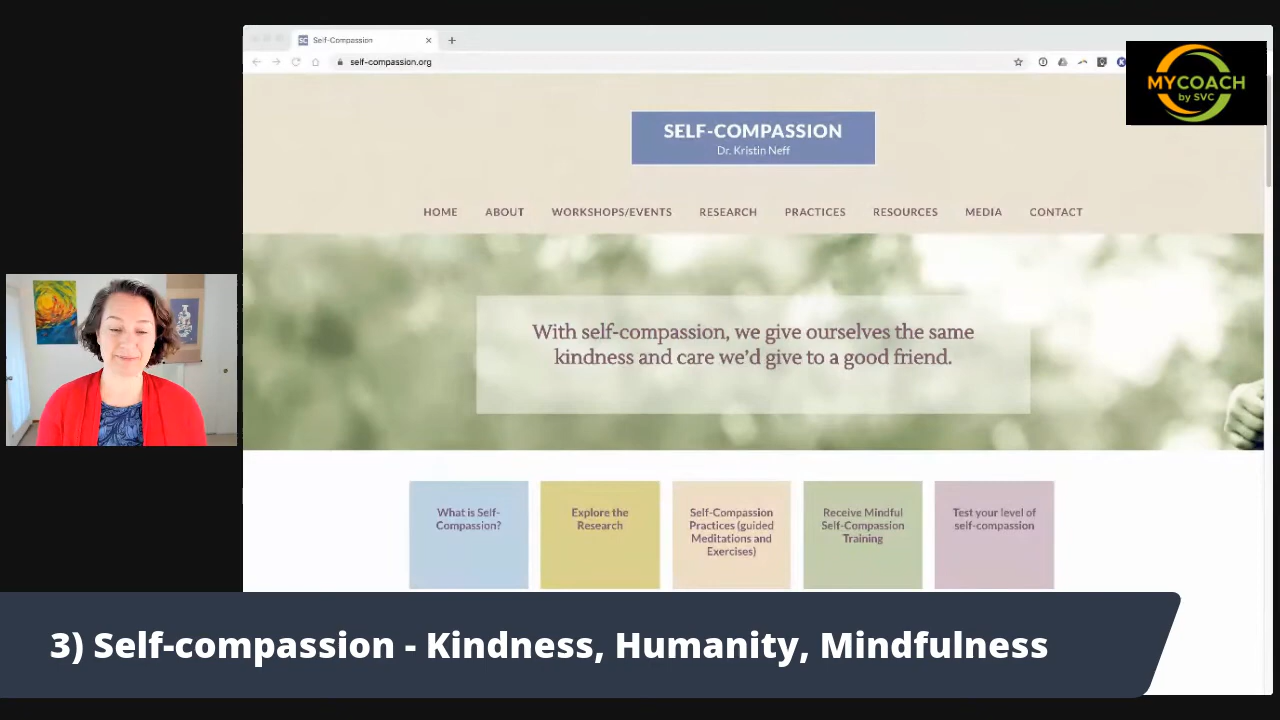 Self-Compassion
self-compassion.org
MYCOACH
by SVC
SELF-COMPASSION
Dr. Kristin Neff
HOME ABOUT WORKSHOPS/EVENTS RESEARCH PRACTICES RESOURCES MEDIA CONTACT
With self-compassion, we give ourselves the same
kindness and care we'd give to a good friend.
What is Self-
Compassion?
Explore the
Research
Self-Compassion
Practices (guided
Meditations and
Exercises)
Receive Mindful
Self-Compassion
Training
Test your level of
self-compassion
3) Self-compassion - Kindness, Humanity, Mindfulness